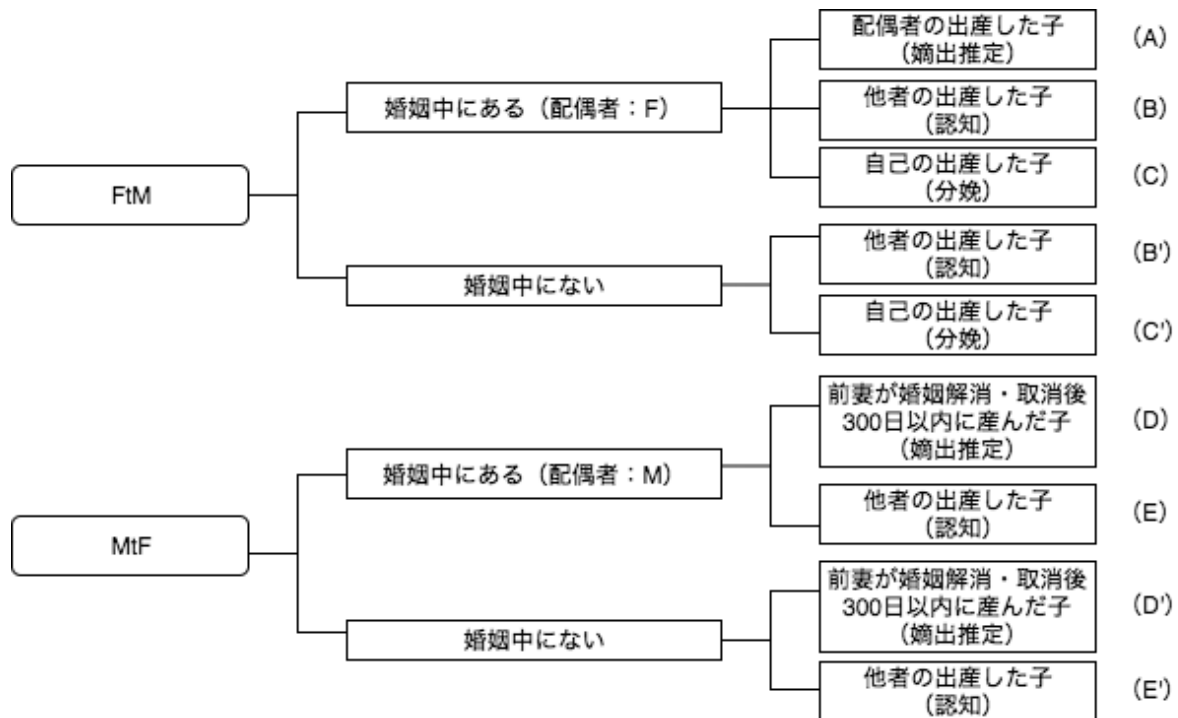 FtM
婚姻中にある（配偶者：F）
配偶者の出産した子
（嫡出推定）
（A）
他者の出産した子
（認知）
（B）
自己の出産した子
（分娩）
（C）
婚姻中にない
他者の出産した子
（認知）
（B'）
自己の出産した子
（分娩）
（C'）
MtF
婚姻中にある（配偶者：M）
前妻が婚姻解消・取消後
300日以内に産んだ子
（嫡出推定）
（D）
他者の出産した子
（認知）
（E）
婚姻中にない
前妻が婚姻解消・取消後
300日以内に産んだ子
（嫡出推定）
（D'）
他者の出産した子
（認知）
（E'）